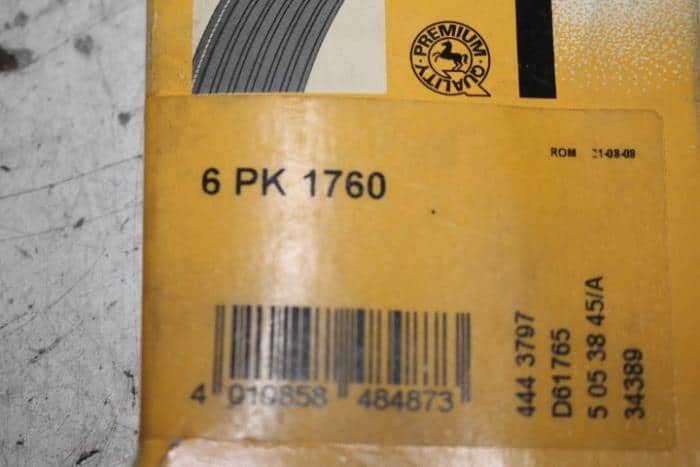 PREMIUM · QUALITY ·
ROM 21-08-08
6 PK 1760
4 010858 484873
444 3797
D61765
5 05 38 45/A
34389